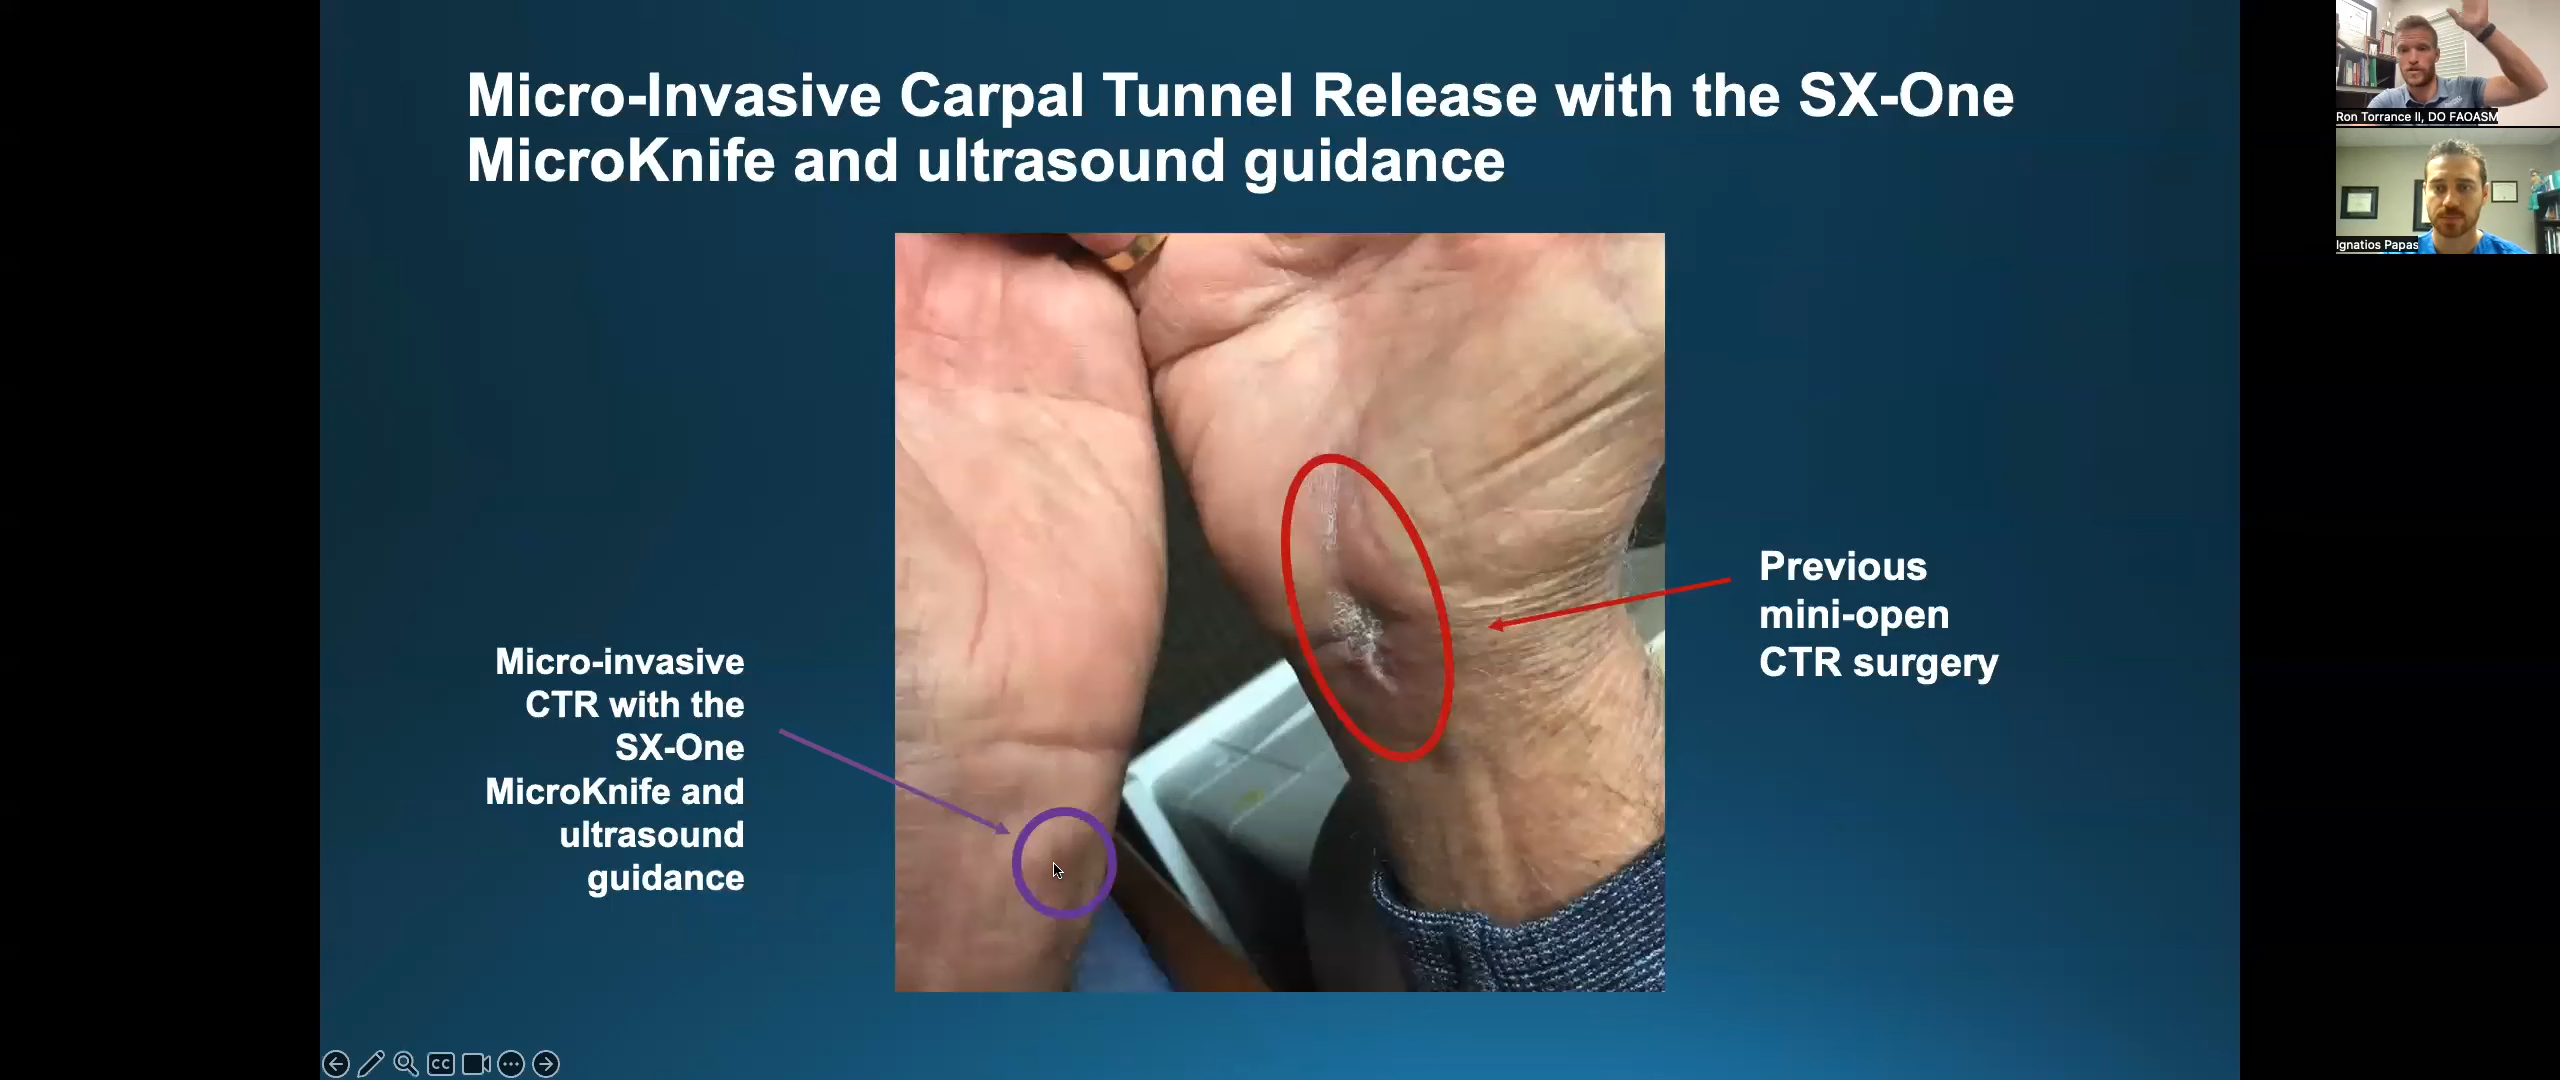 Micro-Invasive Carpal Tunnel Release with the SX-One
MicroKnife and ultrasound guidance
Micro-invasive
CTR with the
SX-One
MicroKnife and
ultrasound
guidance
Previous
mini-open
CTR surgery
Ron Torrance II, DO FAOASM
Ignatios Papas
CC